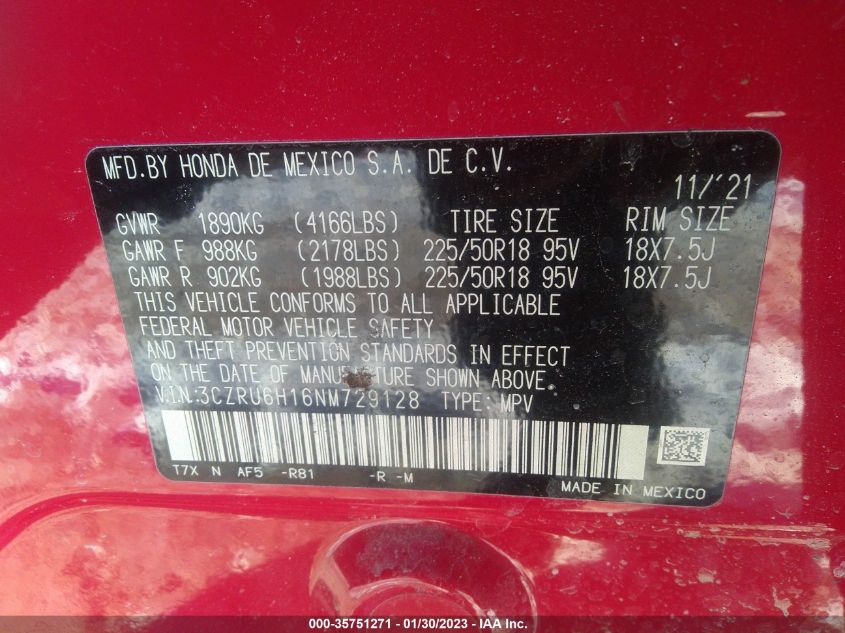 MFD.BY HONDA DE MEXICO S.A. DE C.V.
11/'21
GVWR 1890KG (4166LBS) TIRE SIZE RIM SIZE
GAWR F 988KG (2178LBS) 225/50R18 95V 18X7.5J
GAWR R 902KG (1988LBS) 225/50R18 95V 18X7.5J
THIS VEHICLE CONFORMS TO ALL APPLICABLE
FEDERAL MOTOR VEHICLE SAFETY
AND THEFT PREVENTION STANDARDS IN EFFECT
ON THE DATE OF MANUFACTURE SHOWN ABOVE.
V.I.N.:3CZRU6H16NM729128 TYPE: MPV
T7X N AF5 -R81 -R -M
MADE IN MEXICO
000-35751271 - 01/30/2023 - IAA Inc.